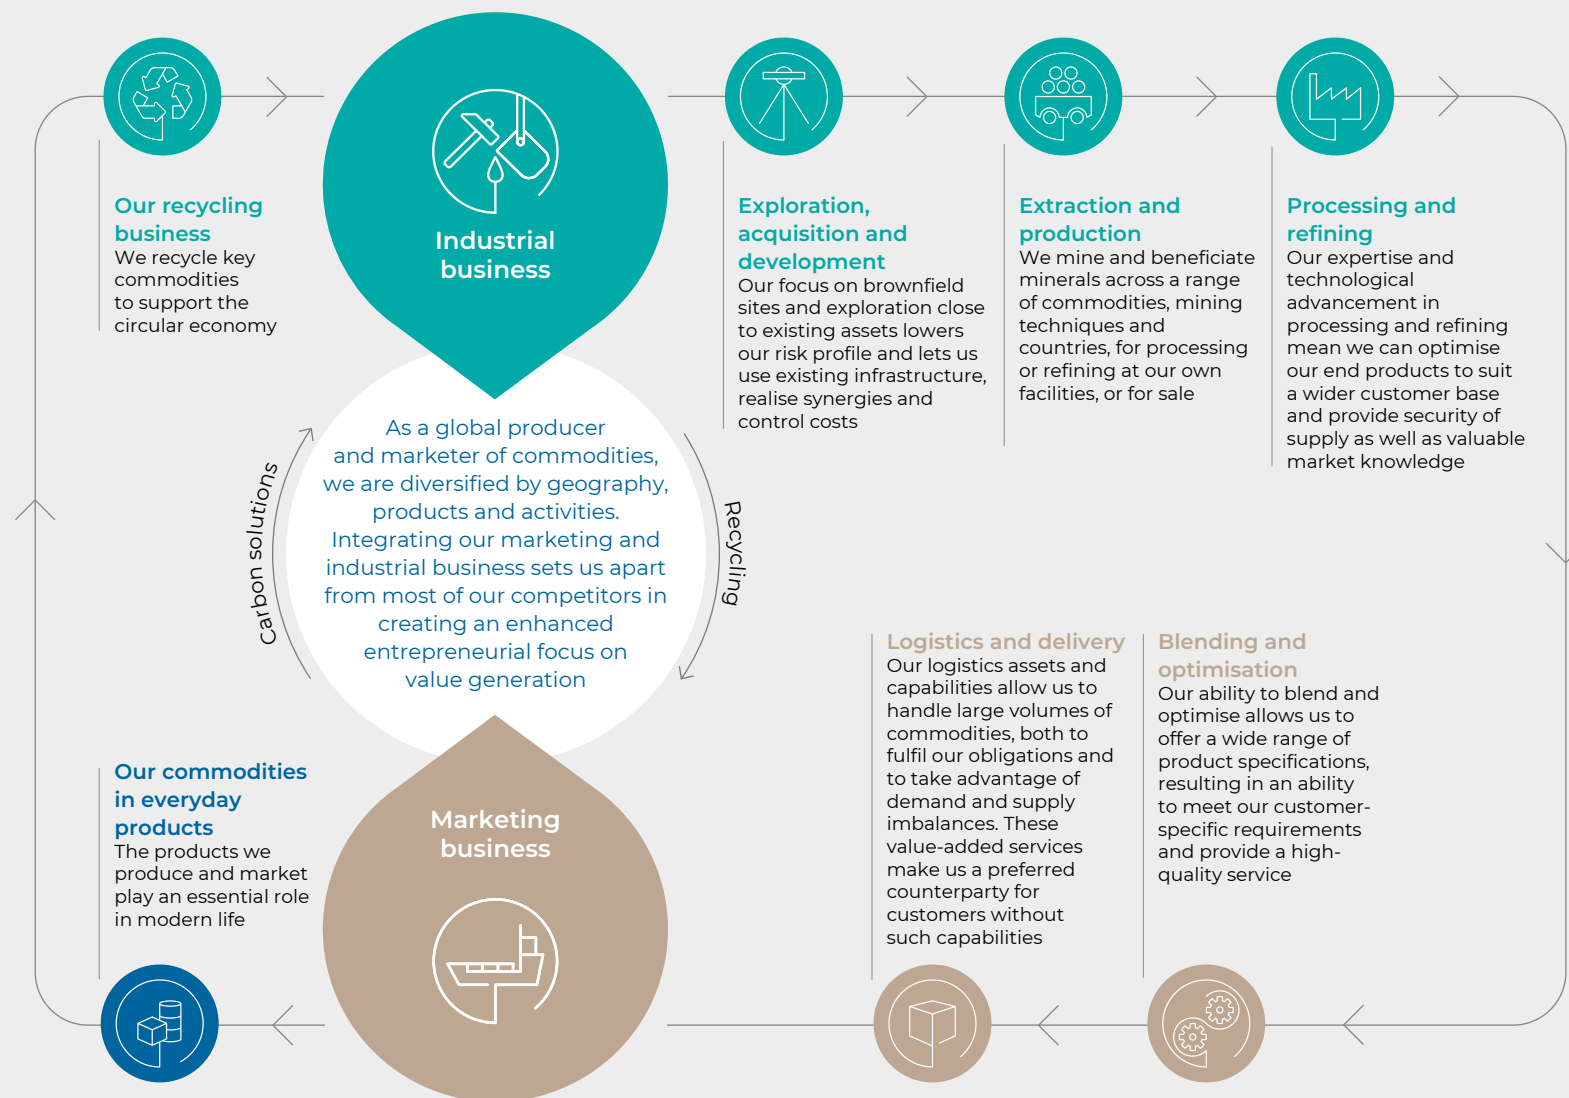 Our recycling
business
We recycle key
commodities
to support the
circular economy
Industrial
business
Exploration,
acquisition and
development
Our focus on brownfield
sites and exploration close
to existing assets lowers
our risk profile and lets us
use existing infrastructure,
realise synergies and
control costs
Extraction and
production
We mine and beneficiate
minerals across a range
of commodities, mining
techniques and
countries, for processing
or refining at our own
facilities, or for sale
Processing and
refining
Our expertise and
technological
advancement in
processing and refining
mean we can optimise
our end products to suit
a wider customer base
and provide security of
supply as well as valuable
market knowledge
Carbon solutions
As a global producer
and marketer of commodities,
we are diversified by geography,
products and activities.
Integrating our marketing and
industrial business sets us apart
from most of our competitors in
creating an enhanced
entrepreneurial focus on
value generation
Recycling
Our commodities
in everyday
products
The products we
produce and market
play an essential role
in modern life
Marketing
business
Logistics and delivery
Our logistics assets and
capabilities allow us to
handle large volumes of
commodities, both to
fulfil our obligations and
to take advantage of
demand and supply
imbalances. These
value-added services
make us a preferred
counterparty for
customers without
such capabilities
Blending and
optimisation
Our ability to blend and
optimise allows us to
offer a wide range of
product specifications,
resulting in an ability
to meet our customer-
specific requirements
and provide a high-
quality service